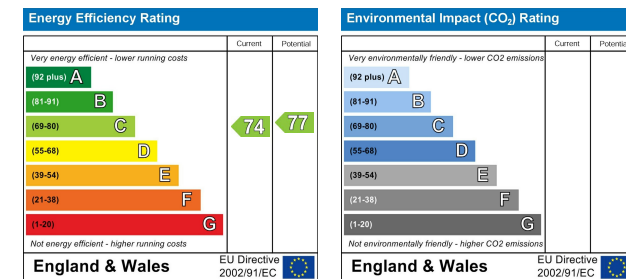 Energy Efficiency Rating
Current Potential
Very energy efficient - lower running costs
(92 plus) A
(81-91) B
(69-80) C
74 77
(55-68) D
(39-54) E
(21-38) F
(1-20) G
Not energy efficient - higher running costs
England & Wales
EU Directive
2002/91/EC
Environmental Impact (CO2) Rating
Current Potential
Very environmentally friendly - lower CO2 emissions
(92 plus) A
(81-91) B
(69-80) C
(55-68) D
(39-54) E
(21-38) F
(1-20) G
Not environmentally friendly - higher CO2 emissions
England & Wales
EU Directive
2002/91/EC